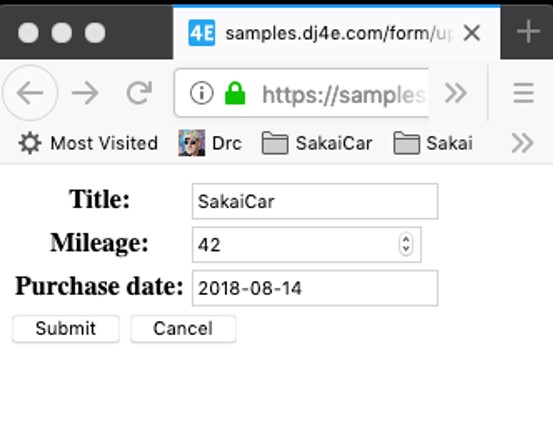 4E samples.dj4e.com/form/up
https://samples
Most Visited Drc SakaiCar Sakai
Title: SakaiCar
Mileage: 42
Purchase date: 2018-08-14
Submit Cancel